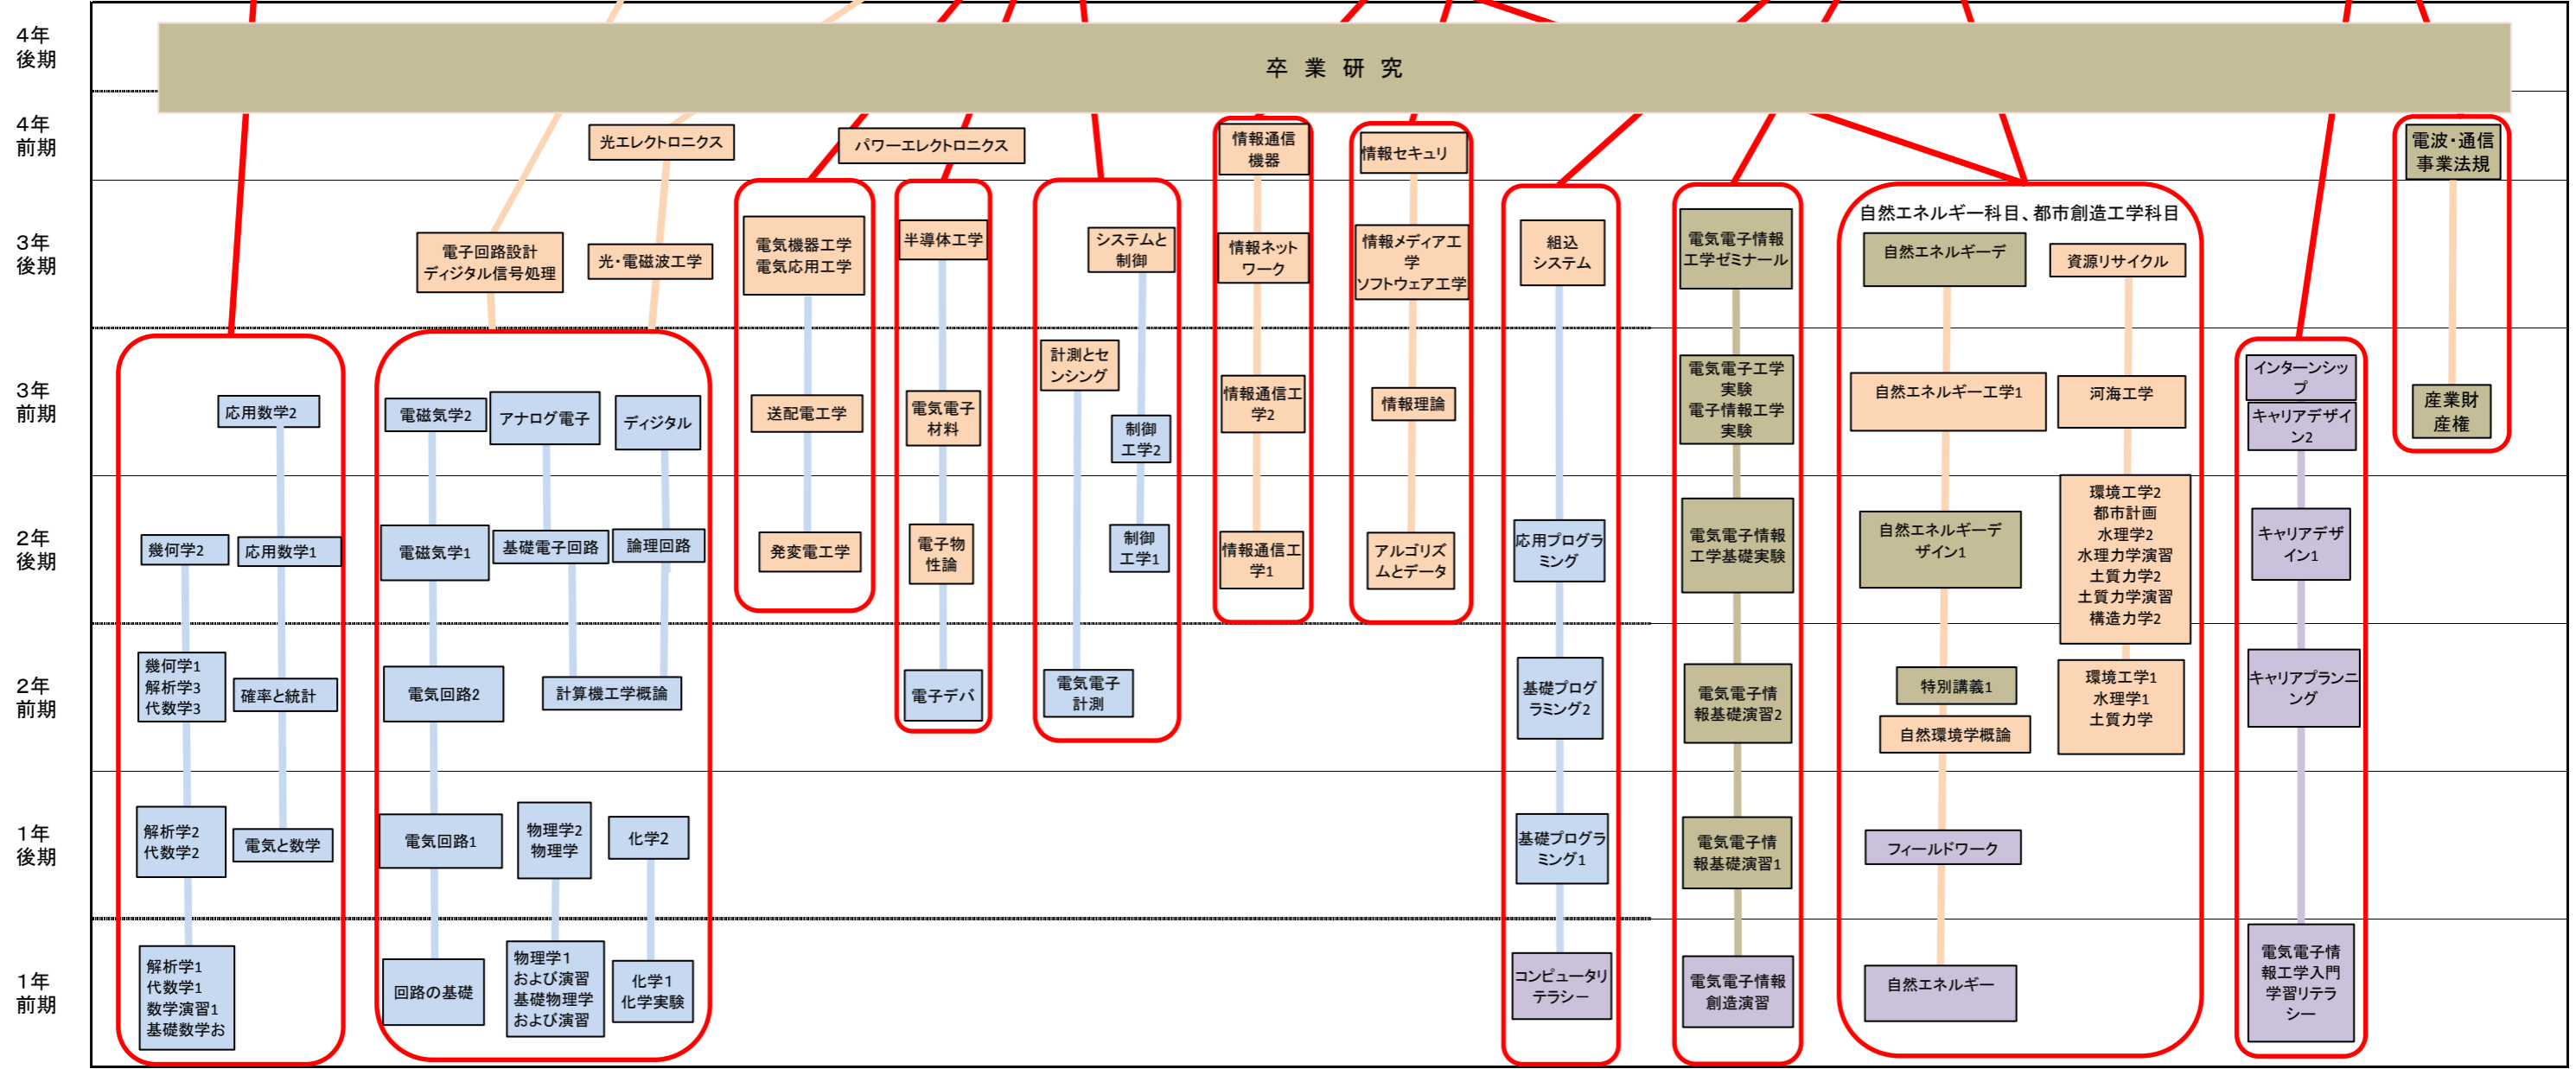 4年
後期
卒 業 研 究
4年
前期
光エレクトロニクス
パワーエレクトロニクス
情報通信
機器
情報セキュリ
電波・通信
事業法規
3年
後期
電子回路設計
ディジタル信号処理
光・電磁波工学
電気機器工学
電気応用工学
半導体工学
システムと
制御
情報ネット
ワーク
情報メディア工
学
ソフトウェア工学
組込
システム
電気電子情報
工学ゼミナール
自然エネルギー科目、都市創造工学科目
自然エネルギーデ
資源リサイクル
3年
前期
応用数学2
電磁気学2
アナログ電子
ディジタル
送配電工学
電気電子
材料
計測とセ
ンシング
制御
工学2
情報通信工
学2
情報理論
電気電子工学
実験
電子情報工学
実験
自然エネルギー工学1
河海工学
インターンシッ
プ
キャリアデザイ
ン2
産業財
産権
2年
後期
幾何学2
応用数学1
電磁気学1
基礎電子回路
論理回路
発変電工学
電子物
性論
制御
工学1
情報通信工
学1
アルゴリズ
ムとデータ
応用プログラ
ミング
電気電子情報
工学基礎実験
自然エネルギーデ
ザイン1
環境工学2
都市計画
水理学2
水理力学演習
土質力学2
土質力学演習
構造力学2
キャリアデザ
イン1
2年
前期
幾何学1
解析学3
代数学3
確率と統計
電気回路2
計算機工学概論
電子デバ
電気電子
計測
基礎プログ
ラミング2
電気電子情
報基礎演習2
特別講義1
自然環境学概論
環境工学1
水理学1
土質力学
キャリアプランニ
ング
1年
後期
解析学2
代数学2
電気と数学
電気回路1
物理学2
物理学
化学2
基礎プログラ
ミング1
電気電子情
報基礎演習1
フィールドワーク
1年
前期
解析学1
代数学1
数学演習1
基礎数学お
回路の基礎
物理学1
および演習
基礎物理学
および演習
化学1
化学実験
コンピュータリ
テラシー
電気電子情報
創造演習
自然エネルギー
電気電子情
報工学入門
学習リテラ
シー